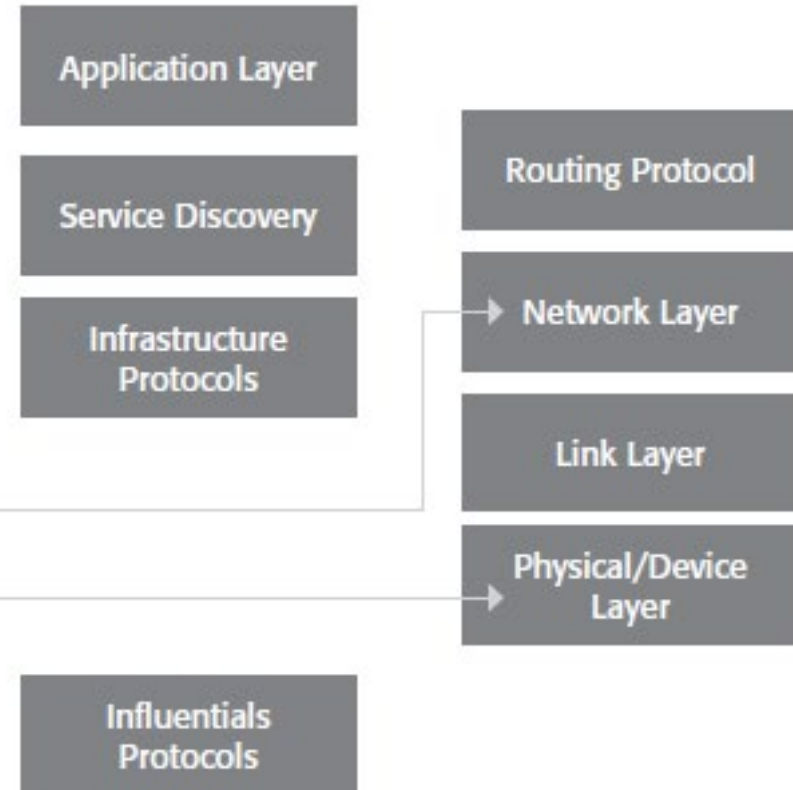 Application Layer
Service Discovery
Infrastructure
Protocols
Influentials
Protocols
Routing Protocol
Network Layer
Link Layer
Physical/Device
Layer